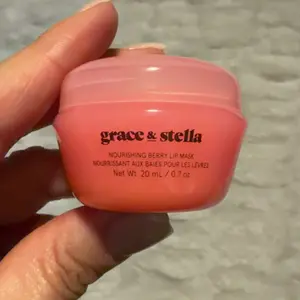 grace & stella
NOURISHING BERRY LIP MASK
NOURRISSANT AUX BAIES POUR LES LÈVRES
Net Wt. 20 mL / 0.7 oz